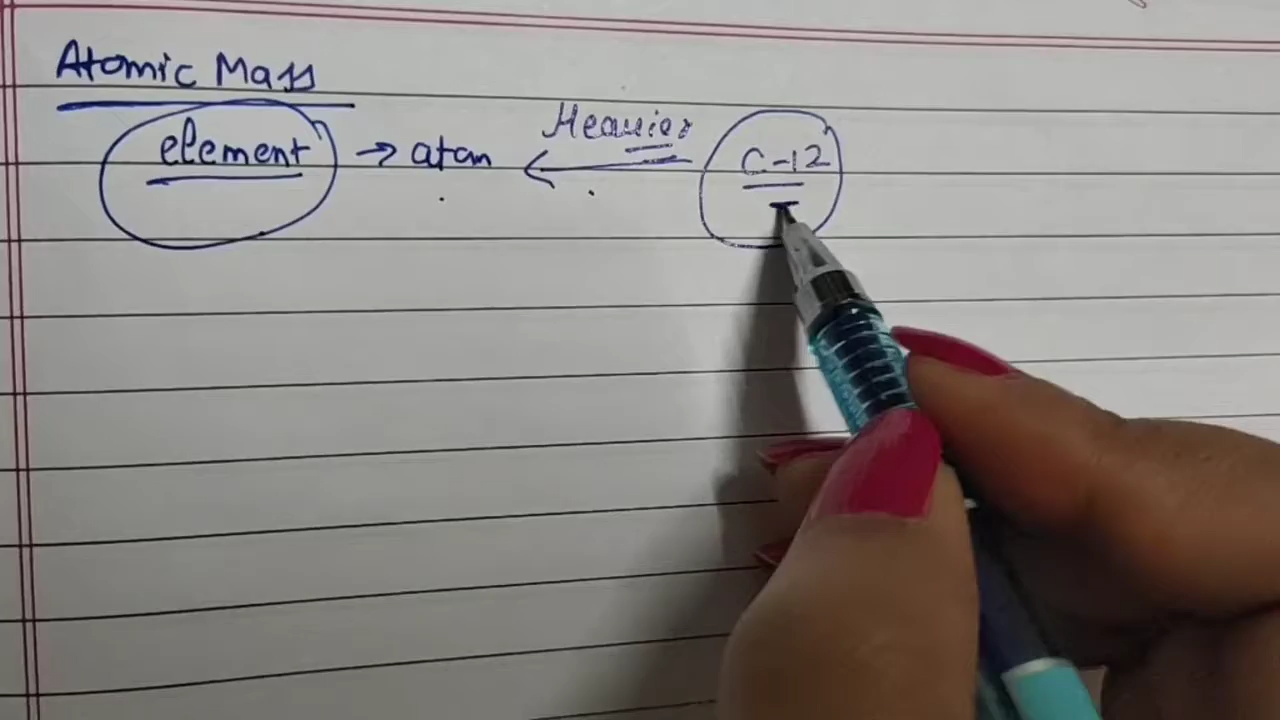 Atomic Mass
element → atom ← Heavier C-12